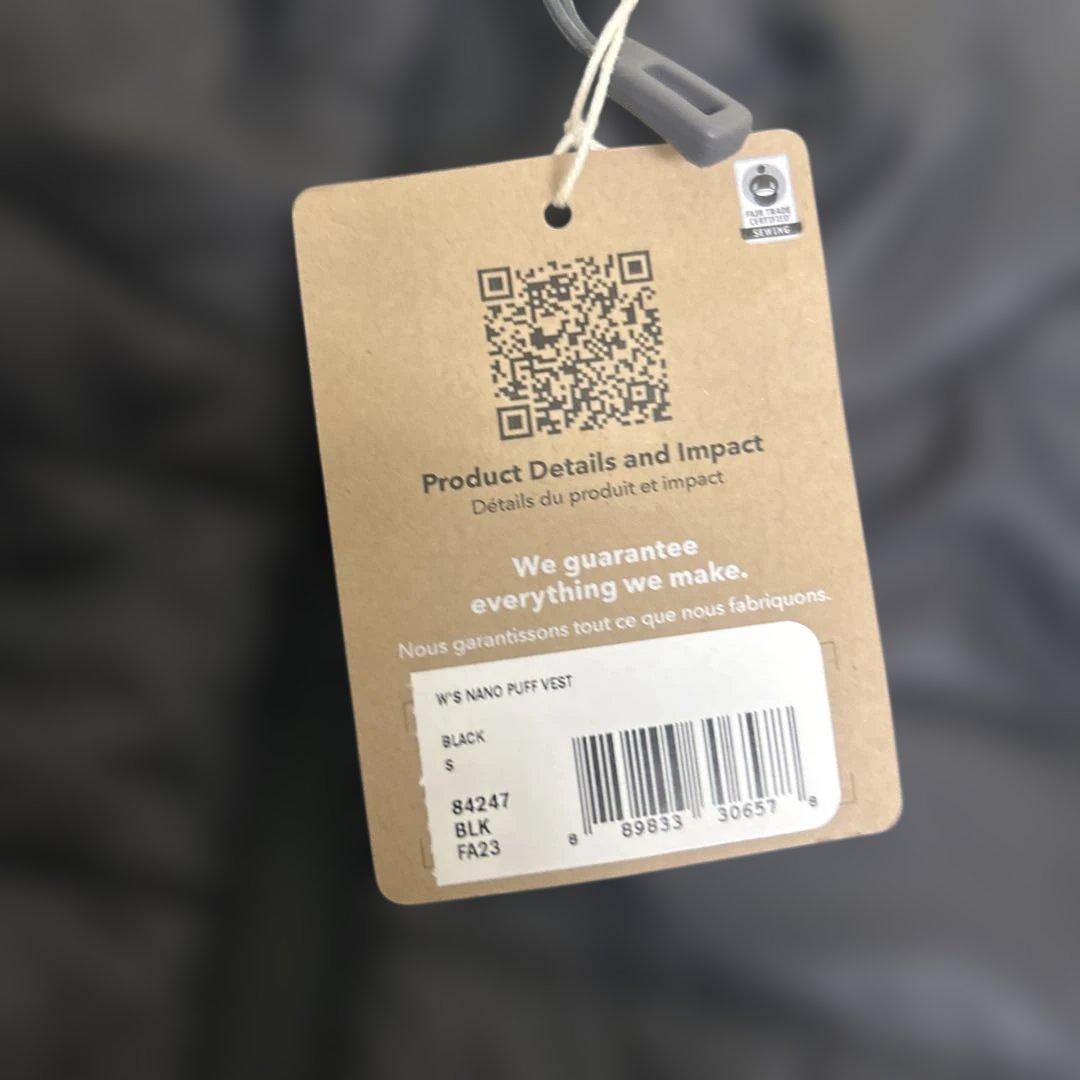 FAIR TRADE
CERTIFIED
SEWING
Product Details and Impact
Détails du produit et impact
We guarantee
everything we make.
Nous garantissons tout ce que nous fabriquons.
W'S NANO PUFF VEST
BLACK
S
84247
BLK
FA23
8 89833 30657 8